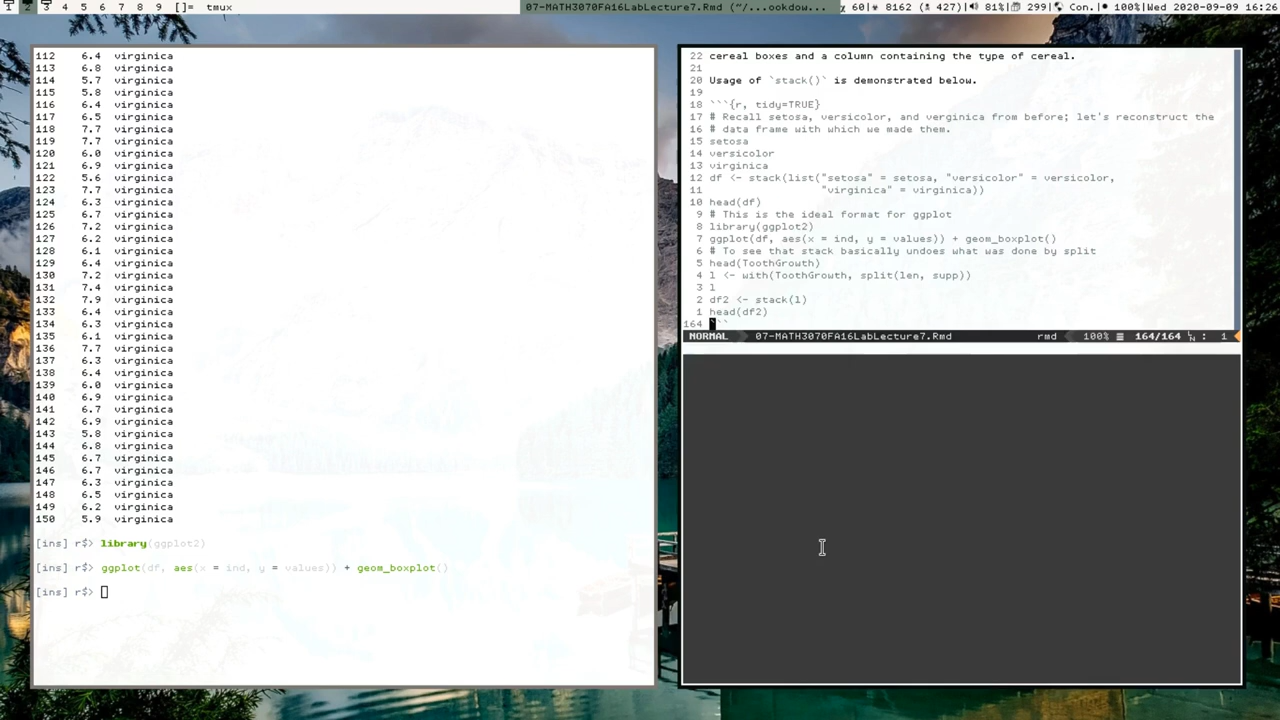 1 2 3 4 5 6 7 8 9 []= tmux 07-MATH3070FA16LabLecture7.Rmd (~/...ookdow... 60| 8162 ( 427)| 81%| 299| Con.| 100%|Wed 2020-09-09 16:26
112 6.4 virginica
113 6.8 virginica
114 5.7 virginica
115 5.8 virginica
116 6.4 virginica
117 6.5 virginica
118 7.7 virginica
119 7.7 virginica
120 6.0 virginica
121 6.9 virginica
122 5.6 virginica
123 7.7 virginica
124 6.3 virginica
125 6.7 virginica
126 7.2 virginica
127 6.2 virginica
128 6.1 virginica
129 6.4 virginica
130 7.2 virginica
131 7.4 virginica
132 7.9 virginica
133 6.4 virginica
134 6.3 virginica
135 6.1 virginica
136 7.7 virginica
137 6.3 virginica
138 6.4 virginica
139 6.0 virginica
140 6.9 virginica
141 6.7 virginica
142 6.9 virginica
143 5.8 virginica
144 6.8 virginica
145 6.7 virginica
146 6.7 virginica
147 6.3 virginica
148 6.5 virginica
149 6.2 virginica
150 5.9 virginica
[ins] r$> library(ggplot2)
[ins] r$> ggplot(df, aes(x = ind, y = values)) + geom_boxplot()
[ins] r$>
22 cereal boxes and a column containing the type of cereal.
21
20 Usage of `stack()` is demonstrated below.
19
18 ```{r, tidy=TRUE}
17 # Recall setosa, versicolor, and verginica from before; let's reconstruct the
16 # data frame with which we made them.
15 setosa
14 versicolor
13 virginica
12 df <- stack(list("setosa" = setosa, "versicolor" = versicolor,
11 "virginica" = virginica))
10 head(df)
9 # This is the ideal format for ggplot
8 library(ggplot2)
7 ggplot(df, aes(x = ind, y = values)) + geom_boxplot()
6 # To see that stack basically undoes what was done by split
5 head(ToothGrowth)
4 l <- with(ToothGrowth, split(len, supp))
3 l
2 df2 <- stack(l)
1 head(df2)
164 ```
NORMAL 07-MATH3070FA16LabLecture7.Rmd rmd 100% 164/164 : 1